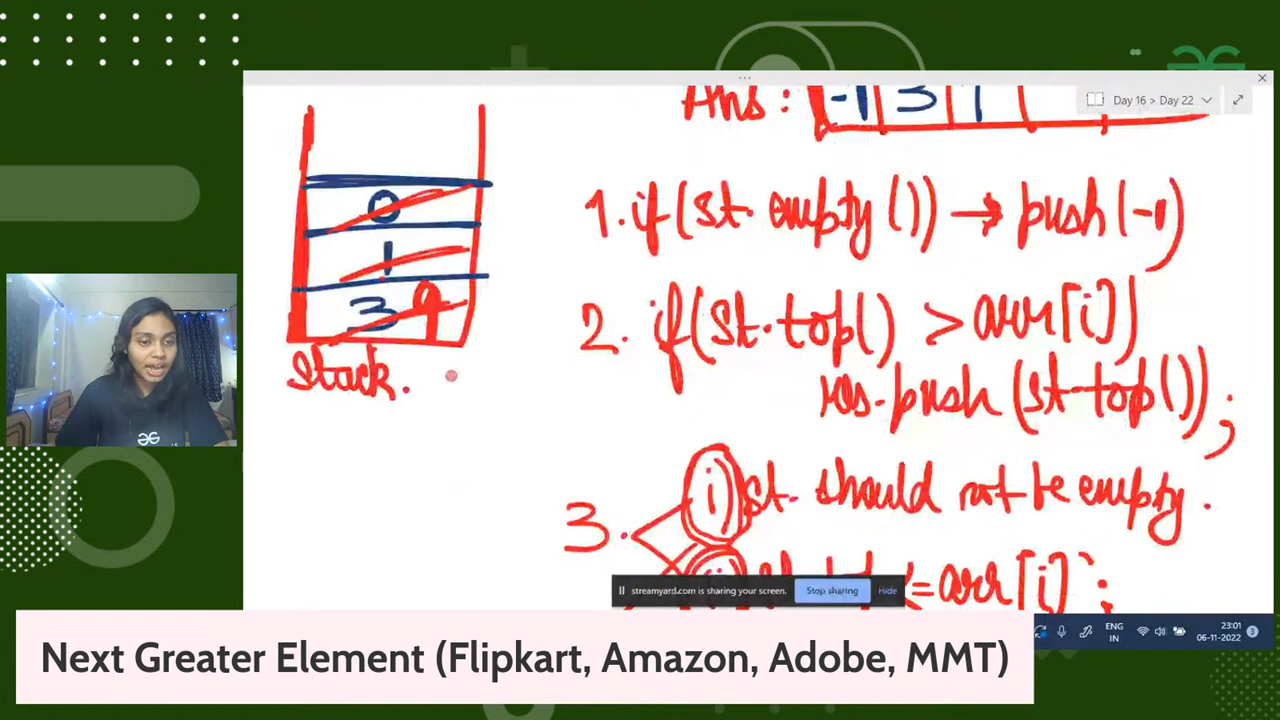 Day 16 > Day 22
Ans : -1 3 1
0
1
3 9
stack.
1. if(st.empty()) → push(-1)
2. if(st.top() > arr[i])
res.push(st.top());
3. i st. should not be empty.
<=arr[i] ;
streamyard.com is sharing your screen. Stop sharing Hide
ENG
IN
23:01
06-11-2022
3
Next Greater Element (Flipkart, Amazon, Adobe, MMT)